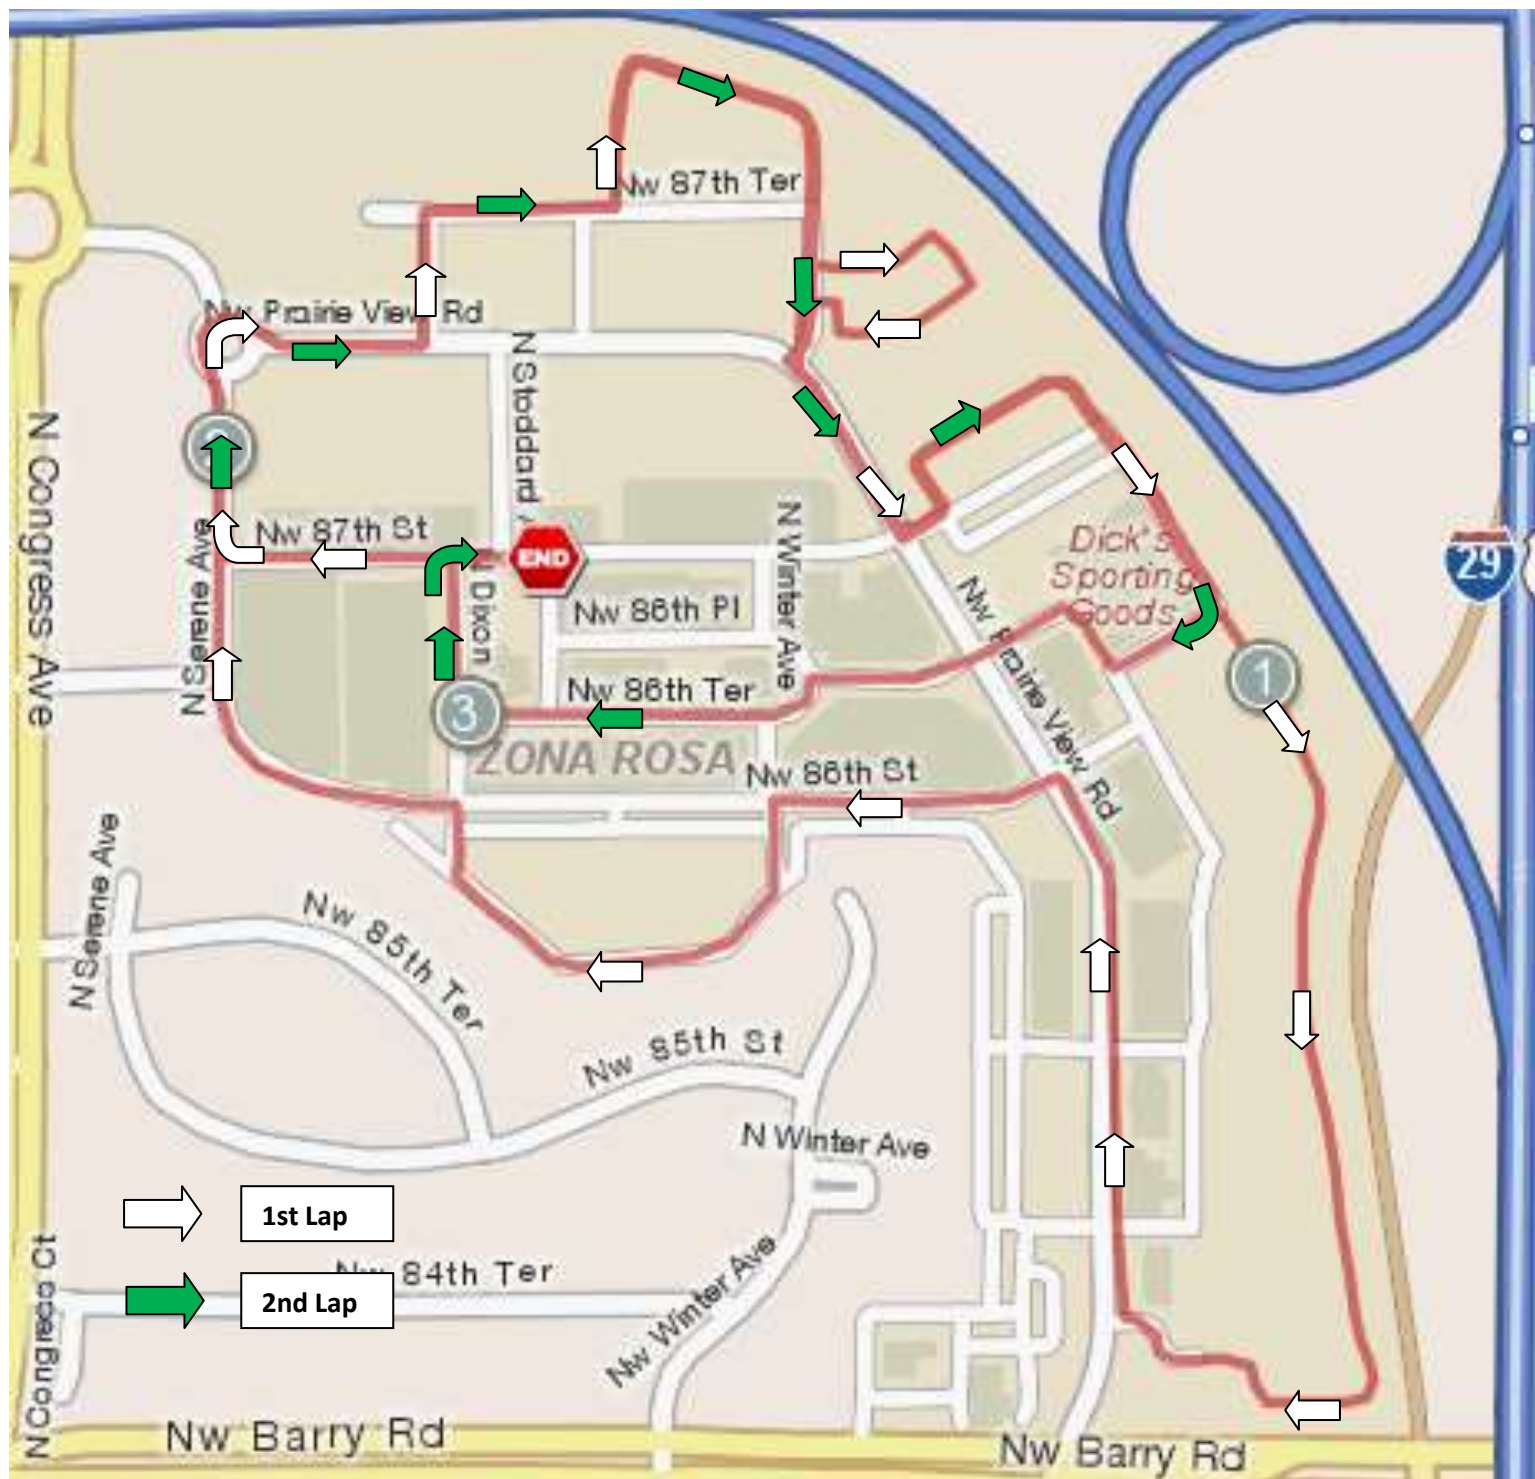 Nw 87th Ter
Nw Prairie View Rd
N Stoddard
N Congress Ave
N Serene Ave
Nw 87th St
END
N Dixon
N Winter Ave
Nw 86th Pl
Nw 86th Ter
Dick's
Sporting
Goods
29
1
3
ZONA ROSA
Nw 86th St
Nw Prairie View Rd
N Serene Ave
Nw 85th Ter
Nw 85th St
N Winter Ave
1st Lap
Nw 84th Ter
2nd Lap
Nw Winter Ave
N Congress Ct
Nw Barry Rd
Nw Barry Rd